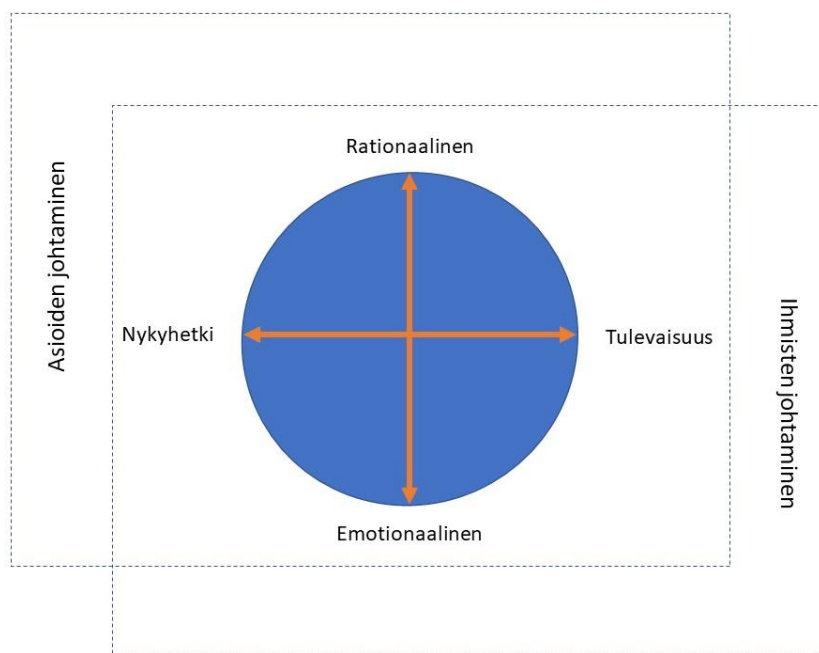 Rationaalinen
Asioiden johtaminen
Nykyhetki
Tulevaisuus
Ihmisten johtaminen
Emotionaalinen